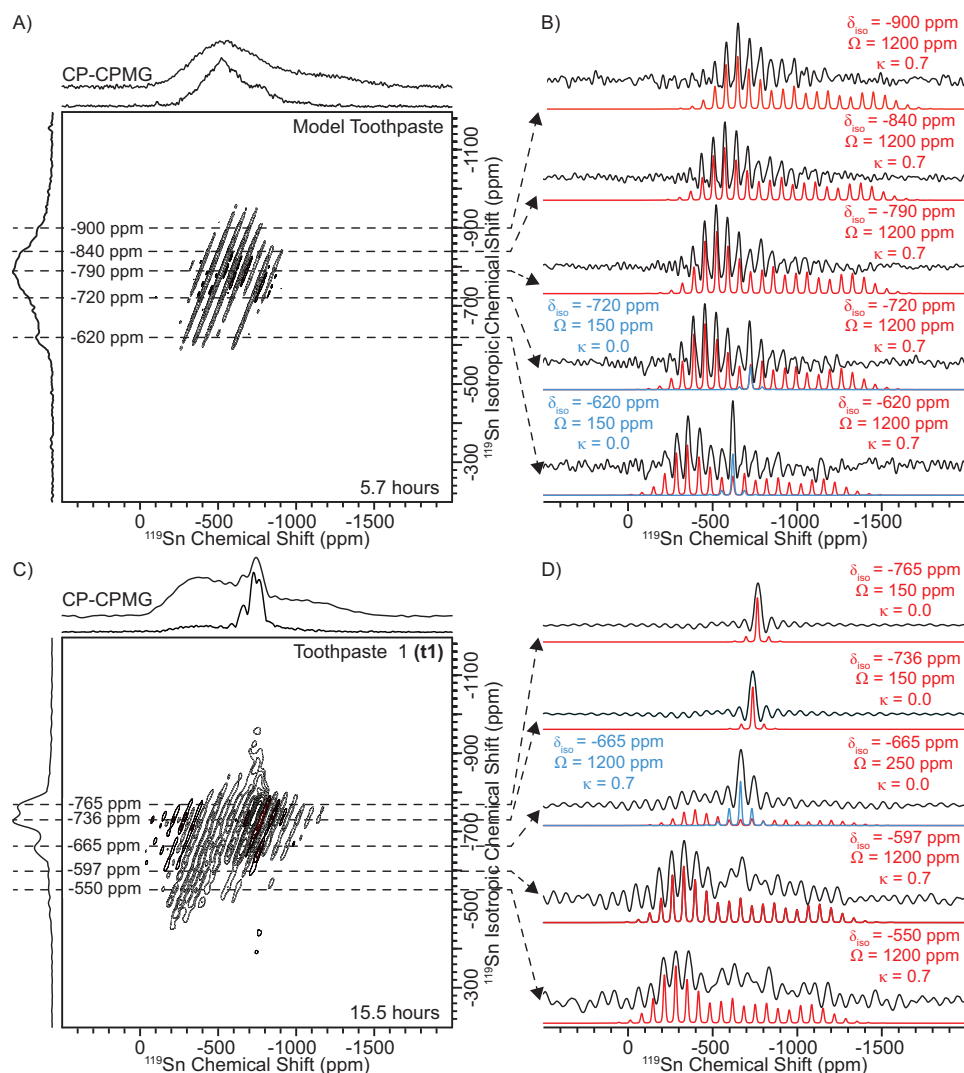 A)
CP-CPMG
Model Toothpaste
-900 ppm
-840 ppm
-790 ppm
-720 ppm
-620 ppm
5.7 hours
-1100
-900
-700
-500
-300
¹¹⁹Sn Isotropic Chemical Shift (ppm)
0 -500 -1000 -1500
¹¹⁹Sn Chemical Shift (ppm)
B)
δiso = -900 ppm
Ω = 1200 ppm
κ = 0.7
δiso = -840 ppm
Ω = 1200 ppm
κ = 0.7
δiso = -790 ppm
Ω = 1200 ppm
κ = 0.7
δiso = -720 ppm
Ω = 150 ppm
κ = 0.0
δiso = -720 ppm
Ω = 1200 ppm
κ = 0.7
δiso = -620 ppm
Ω = 150 ppm
κ = 0.0
δiso = -620 ppm
Ω = 1200 ppm
κ = 0.7
0 -500 -1000 -1500
¹¹⁹Sn Chemical Shift (ppm)
C)
CP-CPMG
Toothpaste 1 (t1)
-765 ppm
-736 ppm
-665 ppm
-597 ppm
-550 ppm
15.5 hours
-1100
-900
-700
-500
-300
¹¹⁹Sn Isotropic Chemical Shift (ppm)
0 -500 -1000 -1500
¹¹⁹Sn Chemical Shift (ppm)
D)
δiso = -765 ppm
Ω = 150 ppm
κ = 0.0
δiso = -736 ppm
Ω = 150 ppm
κ = 0.0
δiso = -665 ppm
Ω = 1200 ppm
κ = 0.7
δiso = -665 ppm
Ω = 250 ppm
κ = 0.0
δiso = -597 ppm
Ω = 1200 ppm
κ = 0.7
δiso = -550 ppm
Ω = 1200 ppm
κ = 0.7
0 -500 -1000 -1500
¹¹⁹Sn Chemical Shift (ppm)